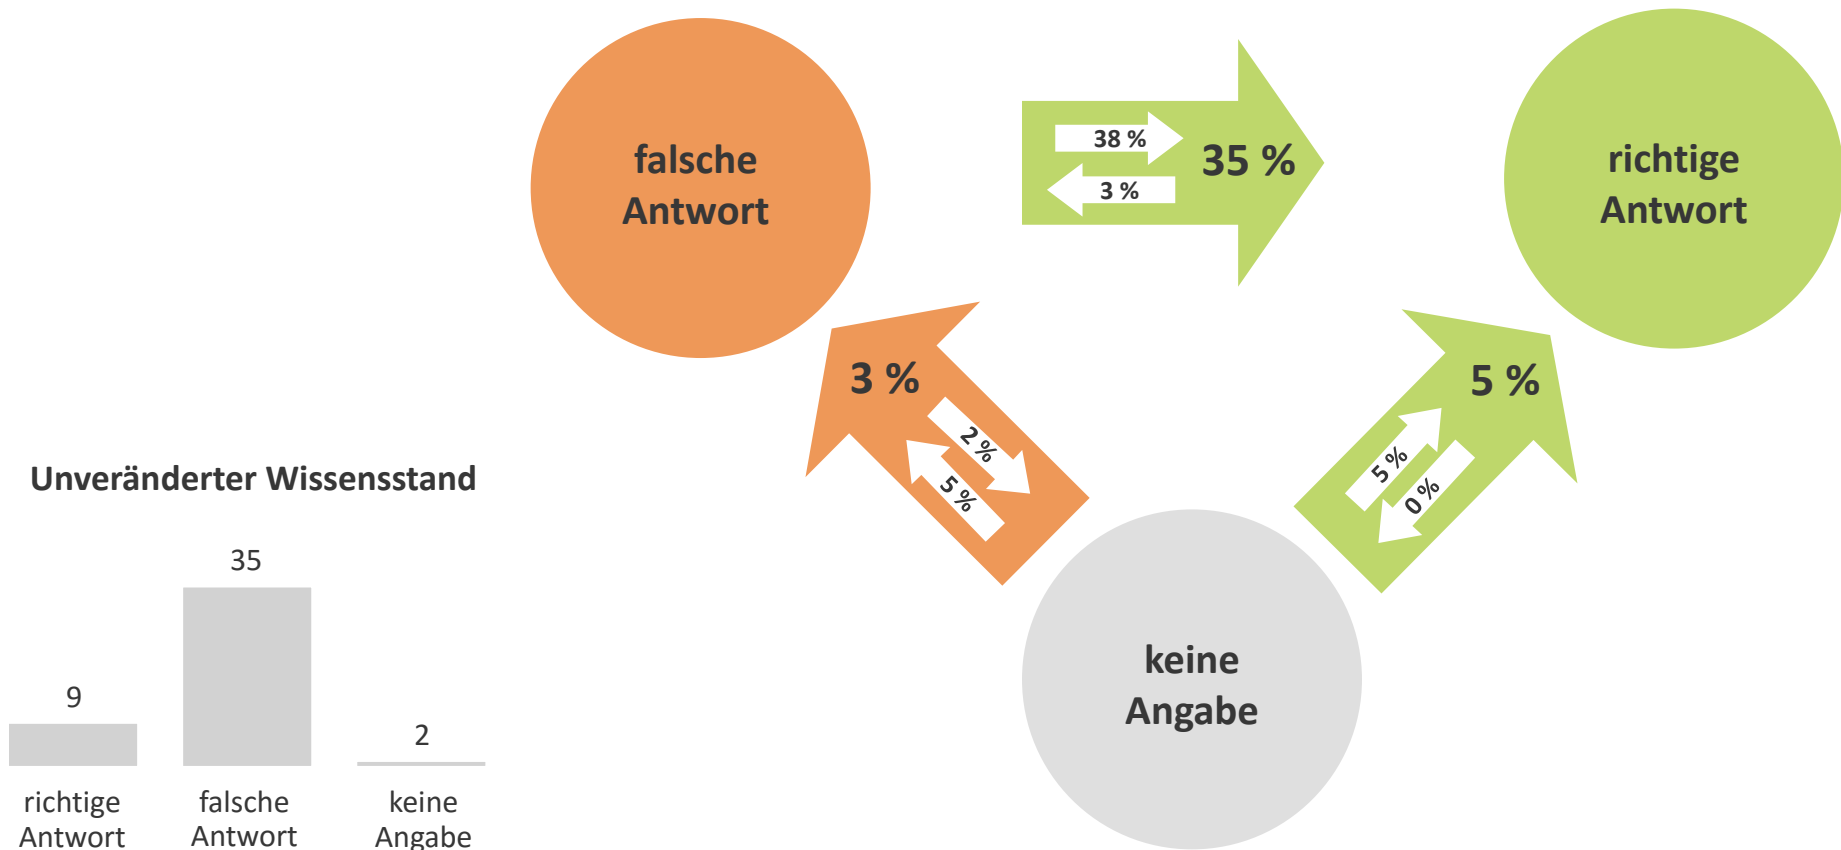 falsche
Antwort
38 %
3 %
35 %
richtige
Antwort
3 %
2 %
5 %
5 %
5 %
0 %
keine
Angabe
Unveränderter Wissensstand
9
35
2
richtige
Antwort
falsche
Antwort
keine
Angabe